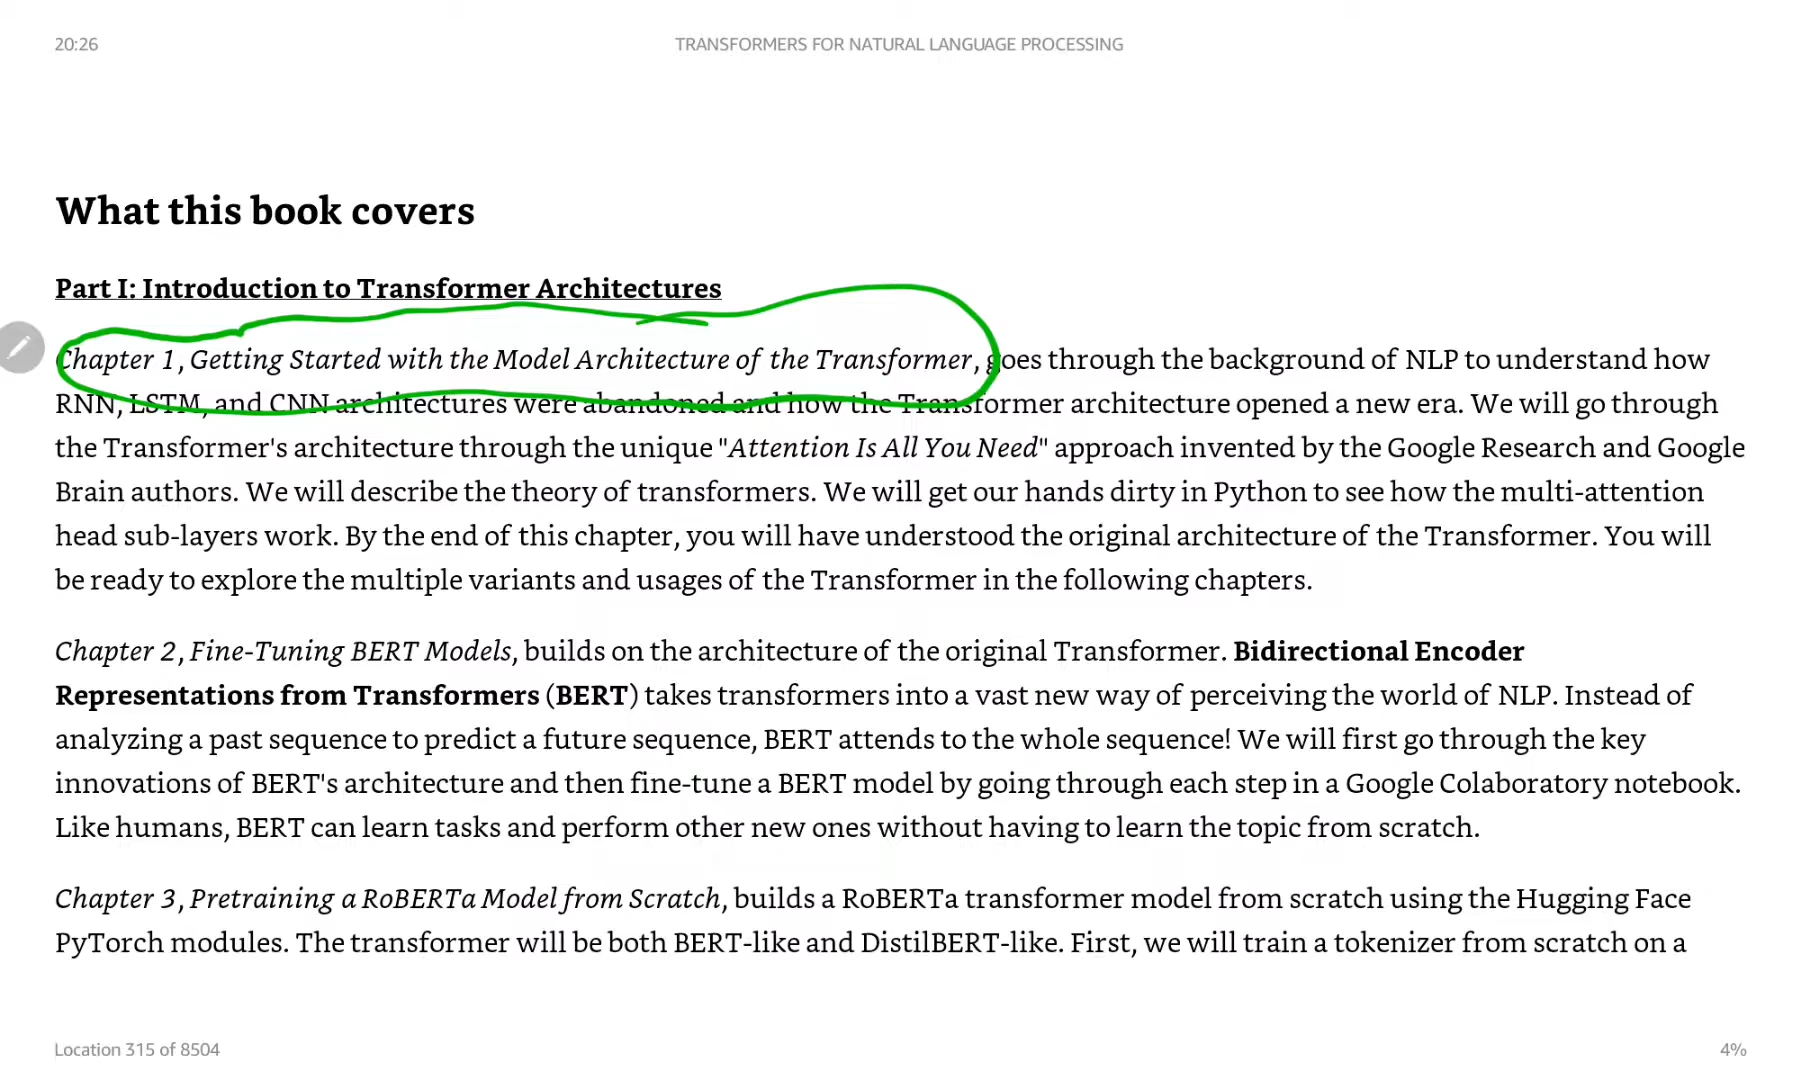 20:26
TRANSFORMERS FOR NATURAL LANGUAGE PROCESSING
What this book covers
Part I: Introduction to Transformer Architectures
Chapter 1, Getting Started with the Model Architecture of the Transformer, goes through the background of NLP to understand how
RNN, LSTM, and CNN architectures were abandoned and how the Transformer architecture opened a new era. We will go through
the Transformer's architecture through the unique "Attention Is All You Need" approach invented by the Google Research and Google
Brain authors. We will describe the theory of transformers. We will get our hands dirty in Python to see how the multi-attention
head sub-layers work. By the end of this chapter, you will have understood the original architecture of the Transformer. You will
be ready to explore the multiple variants and usages of the Transformer in the following chapters.
Chapter 2, Fine-Tuning BERT Models, builds on the architecture of the original Transformer. Bidirectional Encoder
Representations from Transformers (BERT) takes transformers into a vast new way of perceiving the world of NLP. Instead of
analyzing a past sequence to predict a future sequence, BERT attends to the whole sequence! We will first go through the key
innovations of BERT's architecture and then fine-tune a BERT model by going through each step in a Google Colaboratory notebook.
Like humans, BERT can learn tasks and perform other new ones without having to learn the topic from scratch.
Chapter 3, Pretraining a RoBERTa Model from Scratch, builds a RoBERTa transformer model from scratch using the Hugging Face
PyTorch modules. The transformer will be both BERT-like and DistilBERT-like. First, we will train a tokenizer from scratch on a
Location 315 of 8504
4%